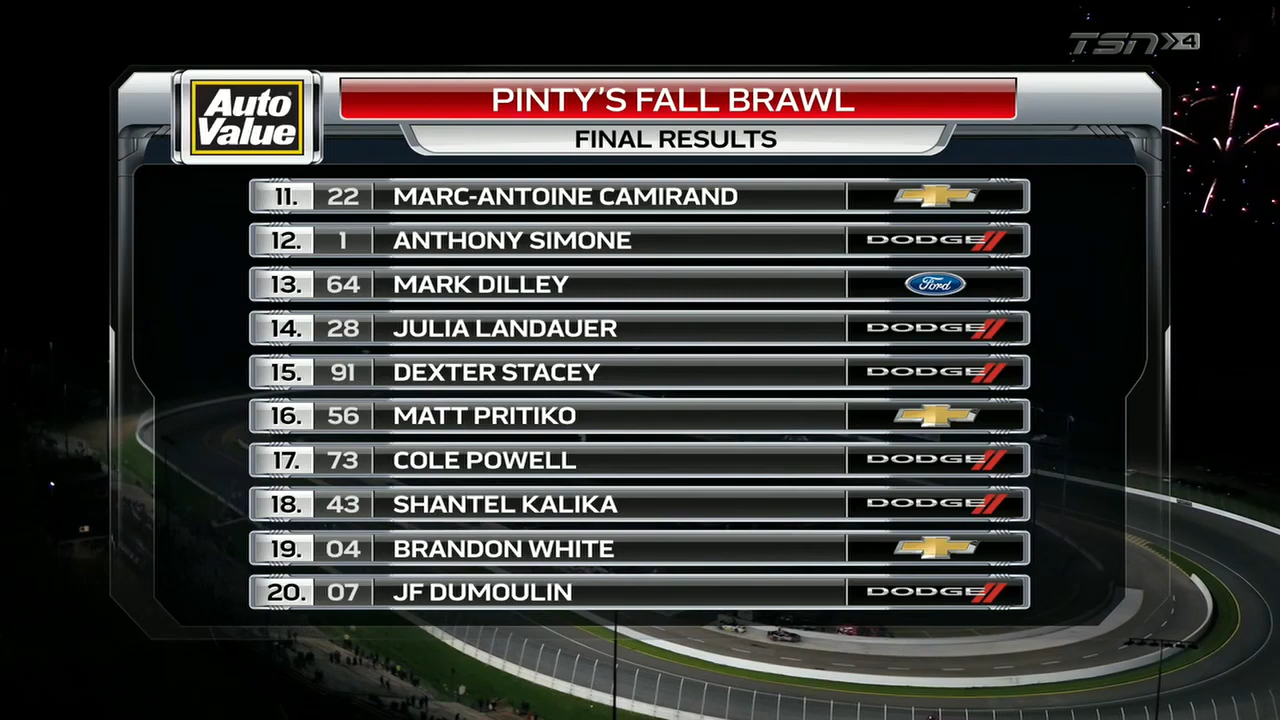 TSN 4
Auto Value
PINTY'S FALL BRAWL
FINAL RESULTS
11. 22 MARC-ANTOINE CAMIRAND
12. 1 ANTHONY SIMONE DODGE
13. 64 MARK DILLEY Ford
14. 28 JULIA LANDAUER DODGE
15. 91 DEXTER STACEY DODGE
16. 56 MATT PRITIKO
17. 73 COLE POWELL DODGE
18. 43 SHANTEL KALIKA DODGE
19. 04 BRANDON WHITE
20. 07 JF DUMOULIN DODGE